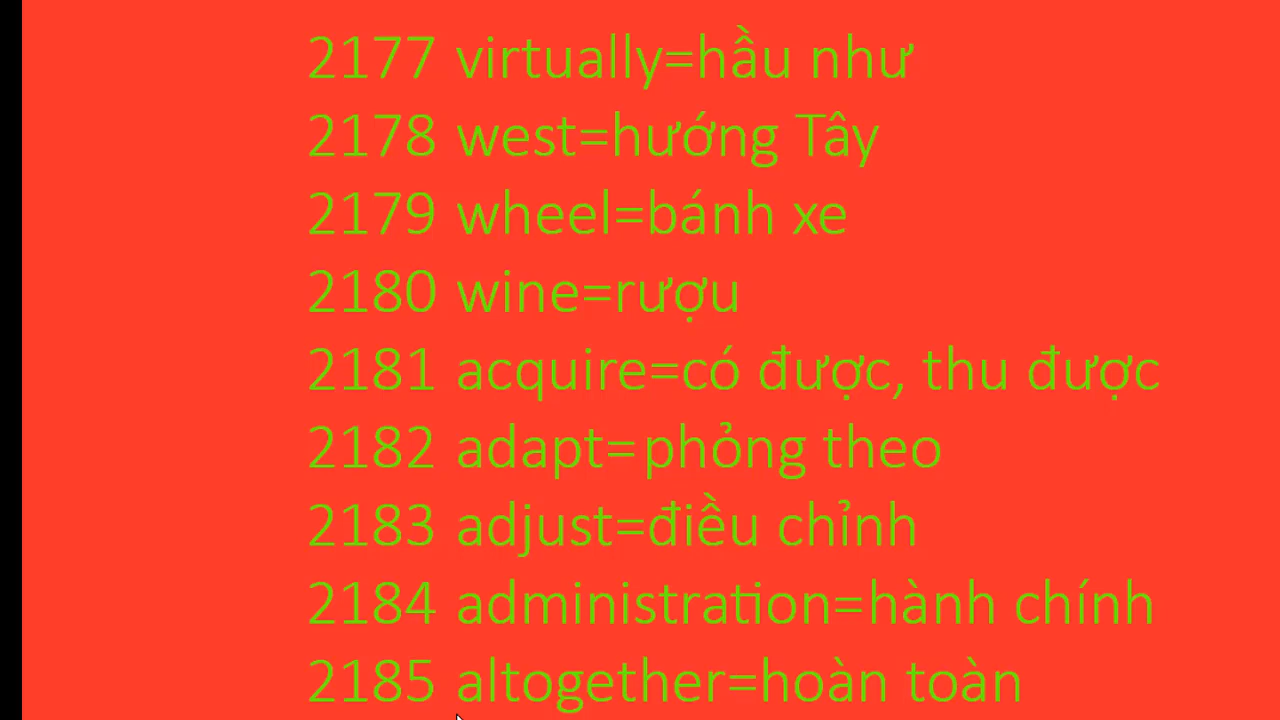 2177 virtually=hầu như
2178 west=hướng Tây
2179 wheel=bánh xe
2180 wine=rượu
2181 acquire=có được, thu được
2182 adapt=phỏng theo
2183 adjust=điều chỉnh
2184 administration=hành chính
2185 altogether=hoàn toàn